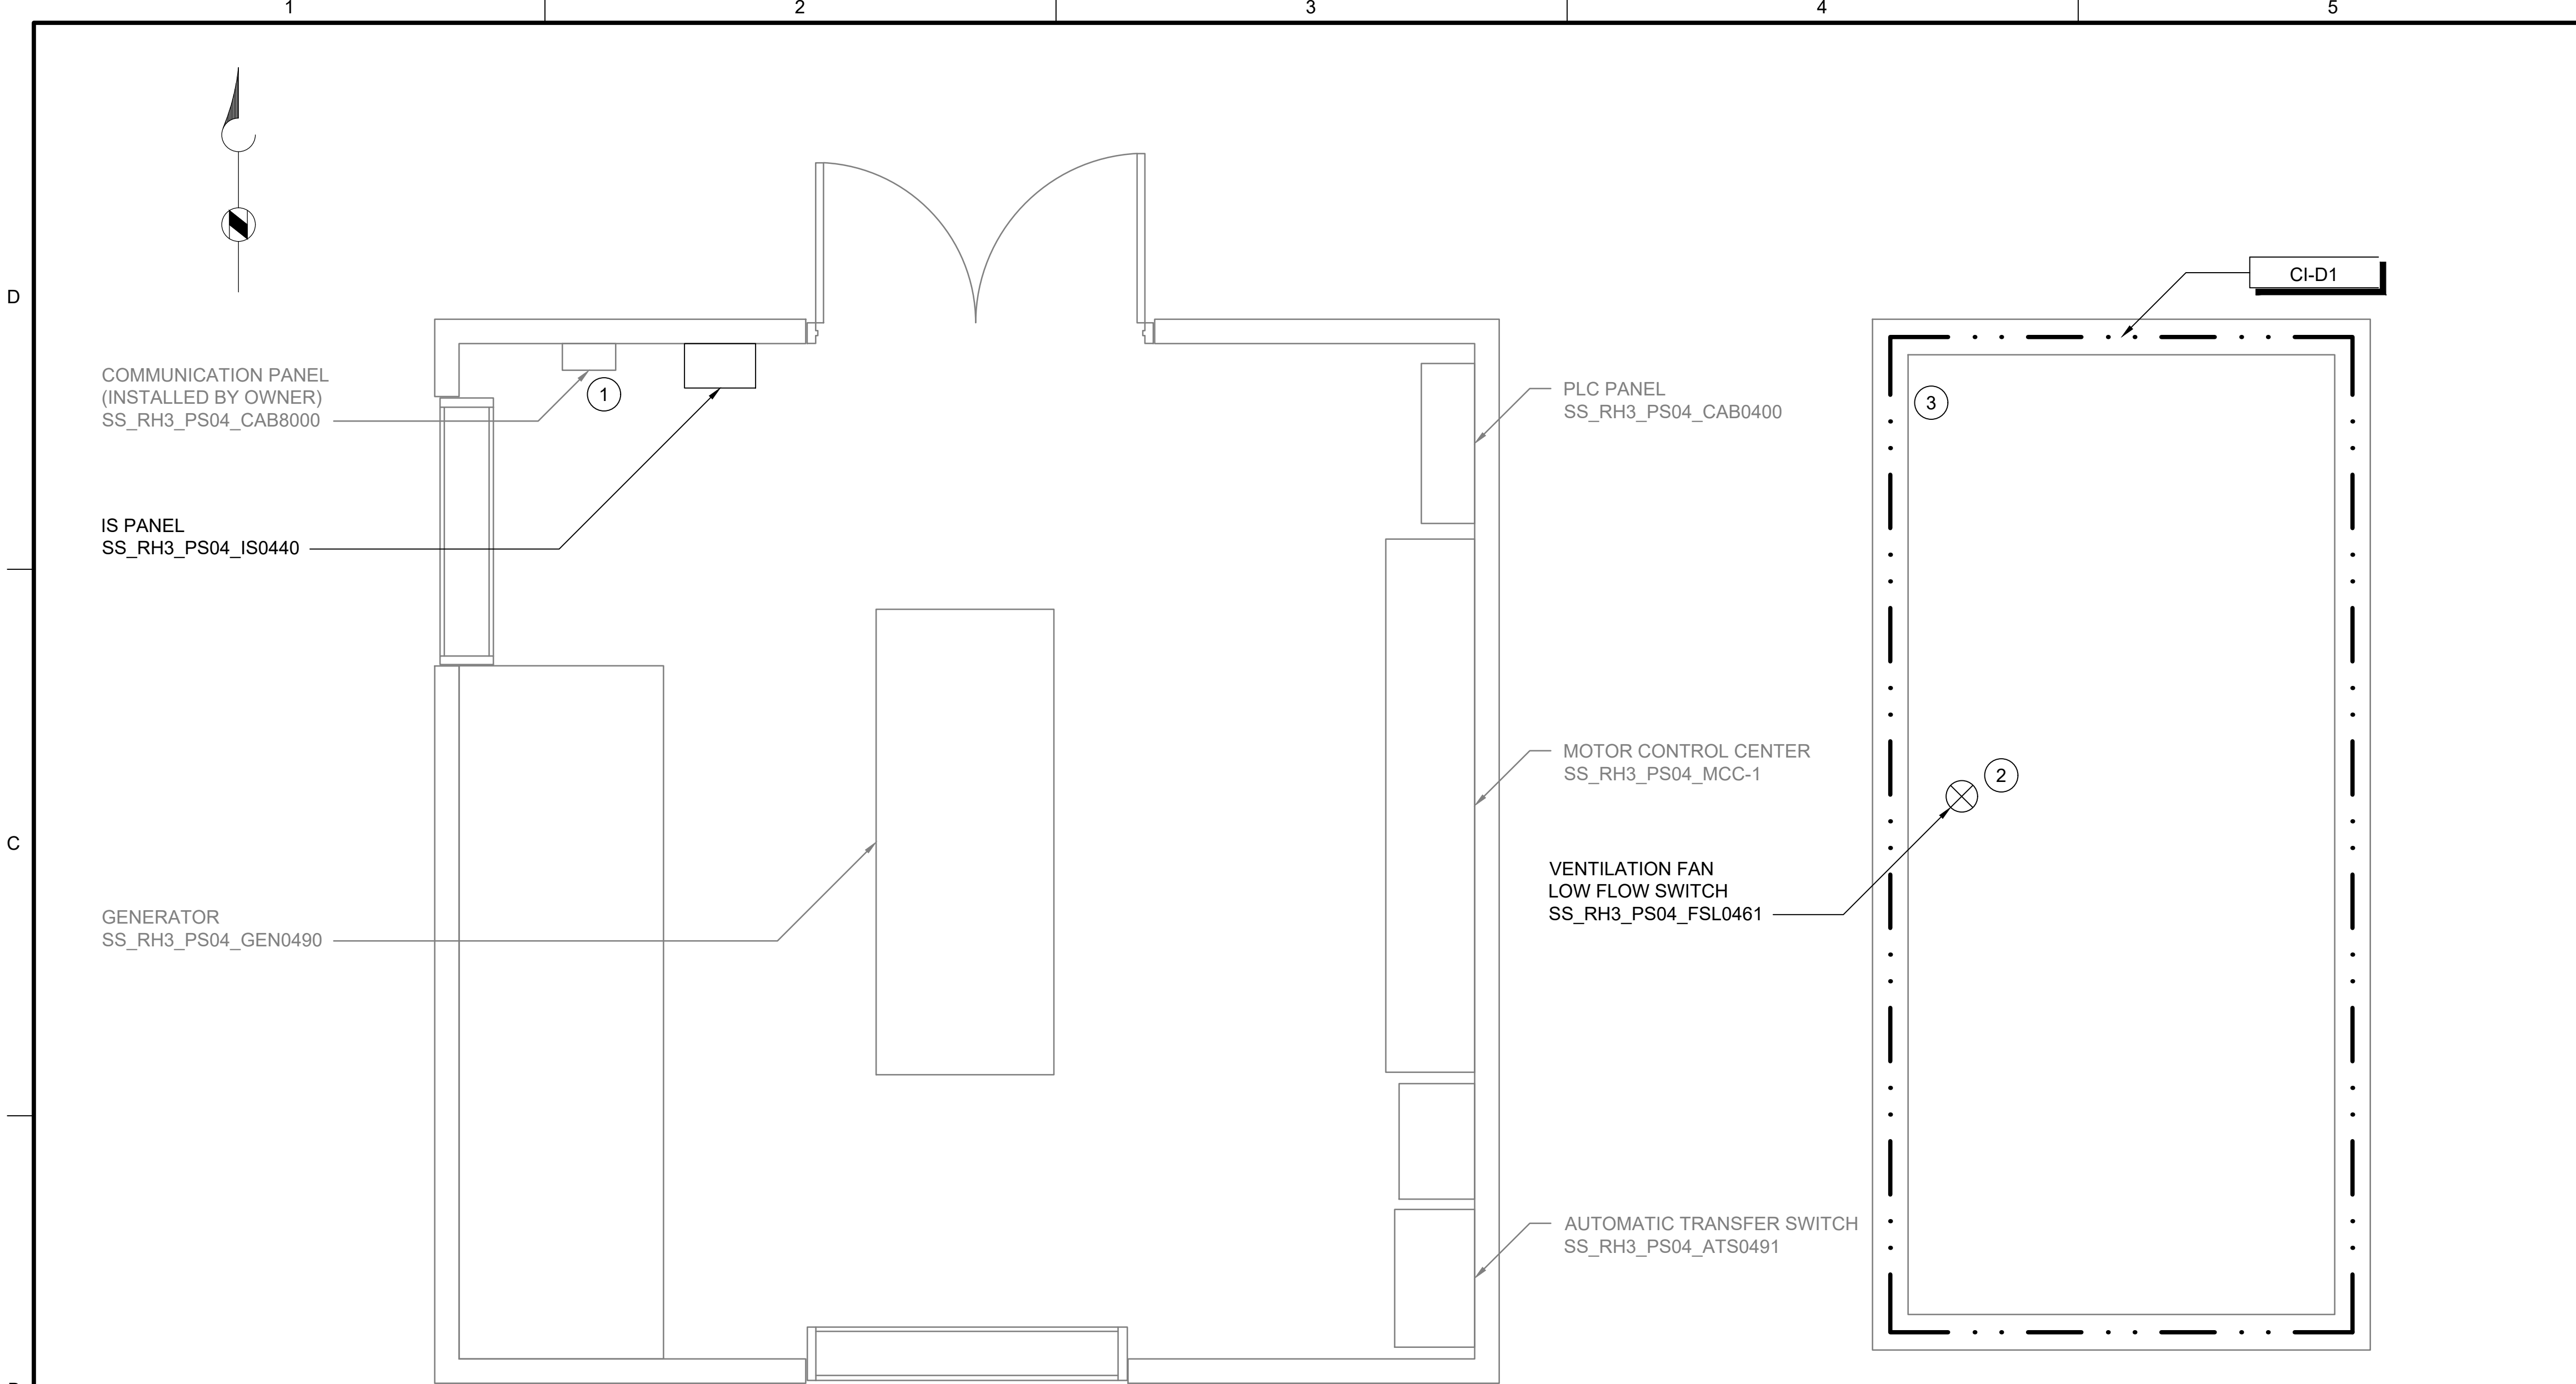 1 2 3 4 5
D
CI-D1
COMMUNICATION PANEL
(INSTALLED BY OWNER)
SS_RH3_PS04_CAB8000
1
PLC PANEL
SS_RH3_PS04_CAB0400
3
IS PANEL
SS_RH3_PS04_IS0440
MOTOR CONTROL CENTER
SS_RH3_PS04_MCC-1
2
C
VENTILATION FAN
LOW FLOW SWITCH
SS_RH3_PS04_FSL0461
GENERATOR
SS_RH3_PS04_GEN0490
AUTOMATIC TRANSFER SWITCH
SS_RH3_PS04_ATS0491